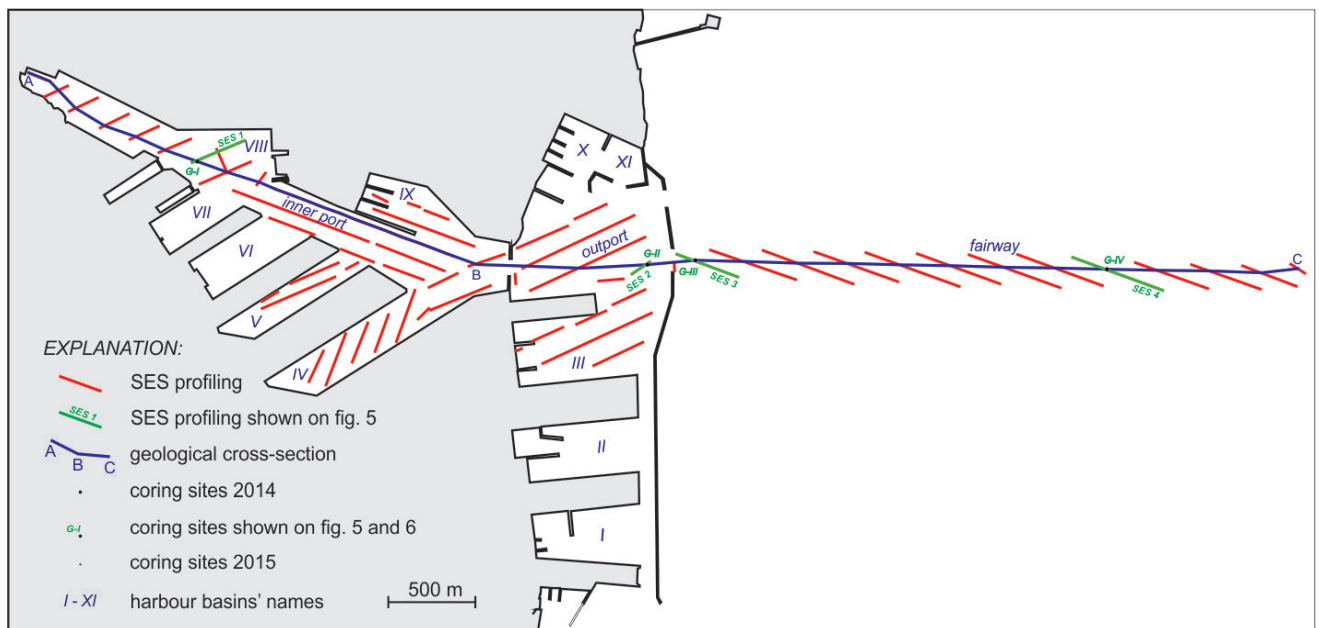 A
SES 1
VIII
G-I
VII
VI
V
IV
IX
inner port
B
X
XI
outport
G-II
SES 2
G-III
SES 3
fairway
G-IV
SES 4
C
III
II
I
EXPLANATION:
SES profiling
SES 1 SES profiling shown on fig. 5
A B C geological cross-section
coring sites 2014
G-I coring sites shown on fig. 5 and 6
coring sites 2015
I - XI harbour basins' names
500 m